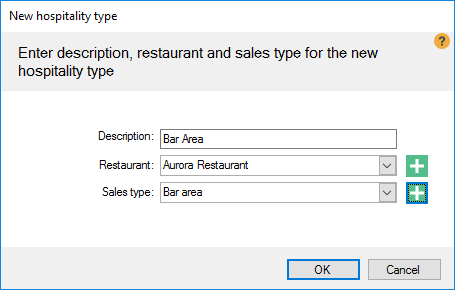 New hospitality type
?
Enter description, restaurant and sales type for the new
hospitality type
Description: Bar Area
Restaurant: Aurora Restaurant
Sales type: Bar area
OK Cancel